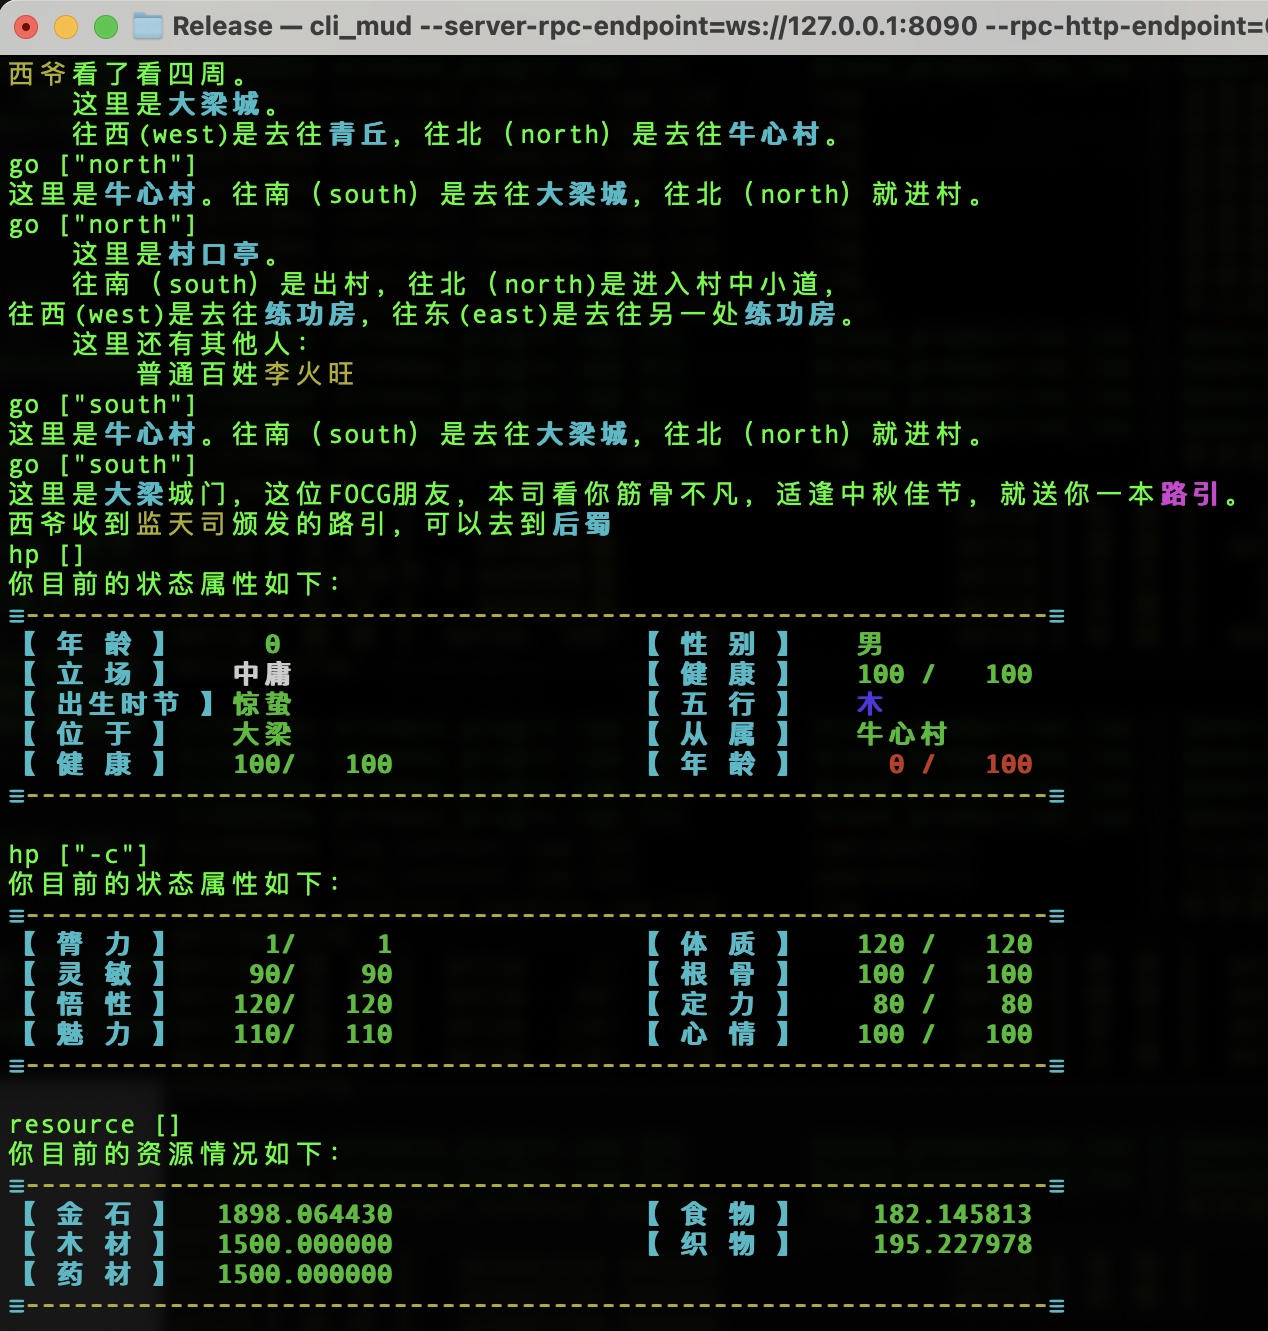 Release — cli_mud --server-rpc-endpoint=ws://127.0.0.1:8090 --rpc-http-endpoint=
西爷看了看四周。
这里是大梁城。
往西(west)是去往青丘, 往北 (north) 是去往牛心村。
go ["north"]
这里是牛心村。往南 (south) 是去往大梁城, 往北 (north) 就进村。
go ["north"]
这里是村口亭。
往南 (south) 是出村, 往北 (north)是进入村中小道,
往西(west)是去往练功房, 往东(east)是去往另一处练功房。
这里还有其他人:
普通百姓李火旺
go ["south"]
这里是牛心村。往南 (south) 是去往大梁城, 往北 (north) 就进村。
go ["south"]
这里是大梁城门, 这位FOCG朋友, 本司看你筋骨不凡, 适逢中秋佳节, 就送你一本路引。
西爷收到监天司颁发的路引, 可以去到后蜀
hp []
你目前的状态属性如下:
≡----------------------------------------------------------------≡
【 年 龄 】 0 【 性 别 】 男
【 立 场 】 中庸 【 健 康 】 100 / 100
【 出生时节 】惊蛰 【 五 行 】 木
【 位 于 】 大梁 【 从 属 】 牛心村
【 健 康 】 100/ 100 【 年 龄 】 0 / 100
≡----------------------------------------------------------------≡
hp ["-c"]
你目前的状态属性如下:
≡----------------------------------------------------------------≡
【 膂 力 】 1/ 1 【 体 质 】 120 / 120
【 灵 敏 】 90/ 90 【 根 骨 】 100 / 100
【 悟 性 】 120/ 120 【 定 力 】 80 / 80
【 魅 力 】 110/ 110 【 心 情 】 100 / 100
≡----------------------------------------------------------------≡
resource []
你目前的资源情况如下:
≡----------------------------------------------------------------≡
【 金 石 】 1898.064430 【 食 物 】 182.145813
【 木 材 】 1500.000000 【 织 物 】 195.227978
【 药 材 】 1500.000000
≡----------------------------------------------------------------≡